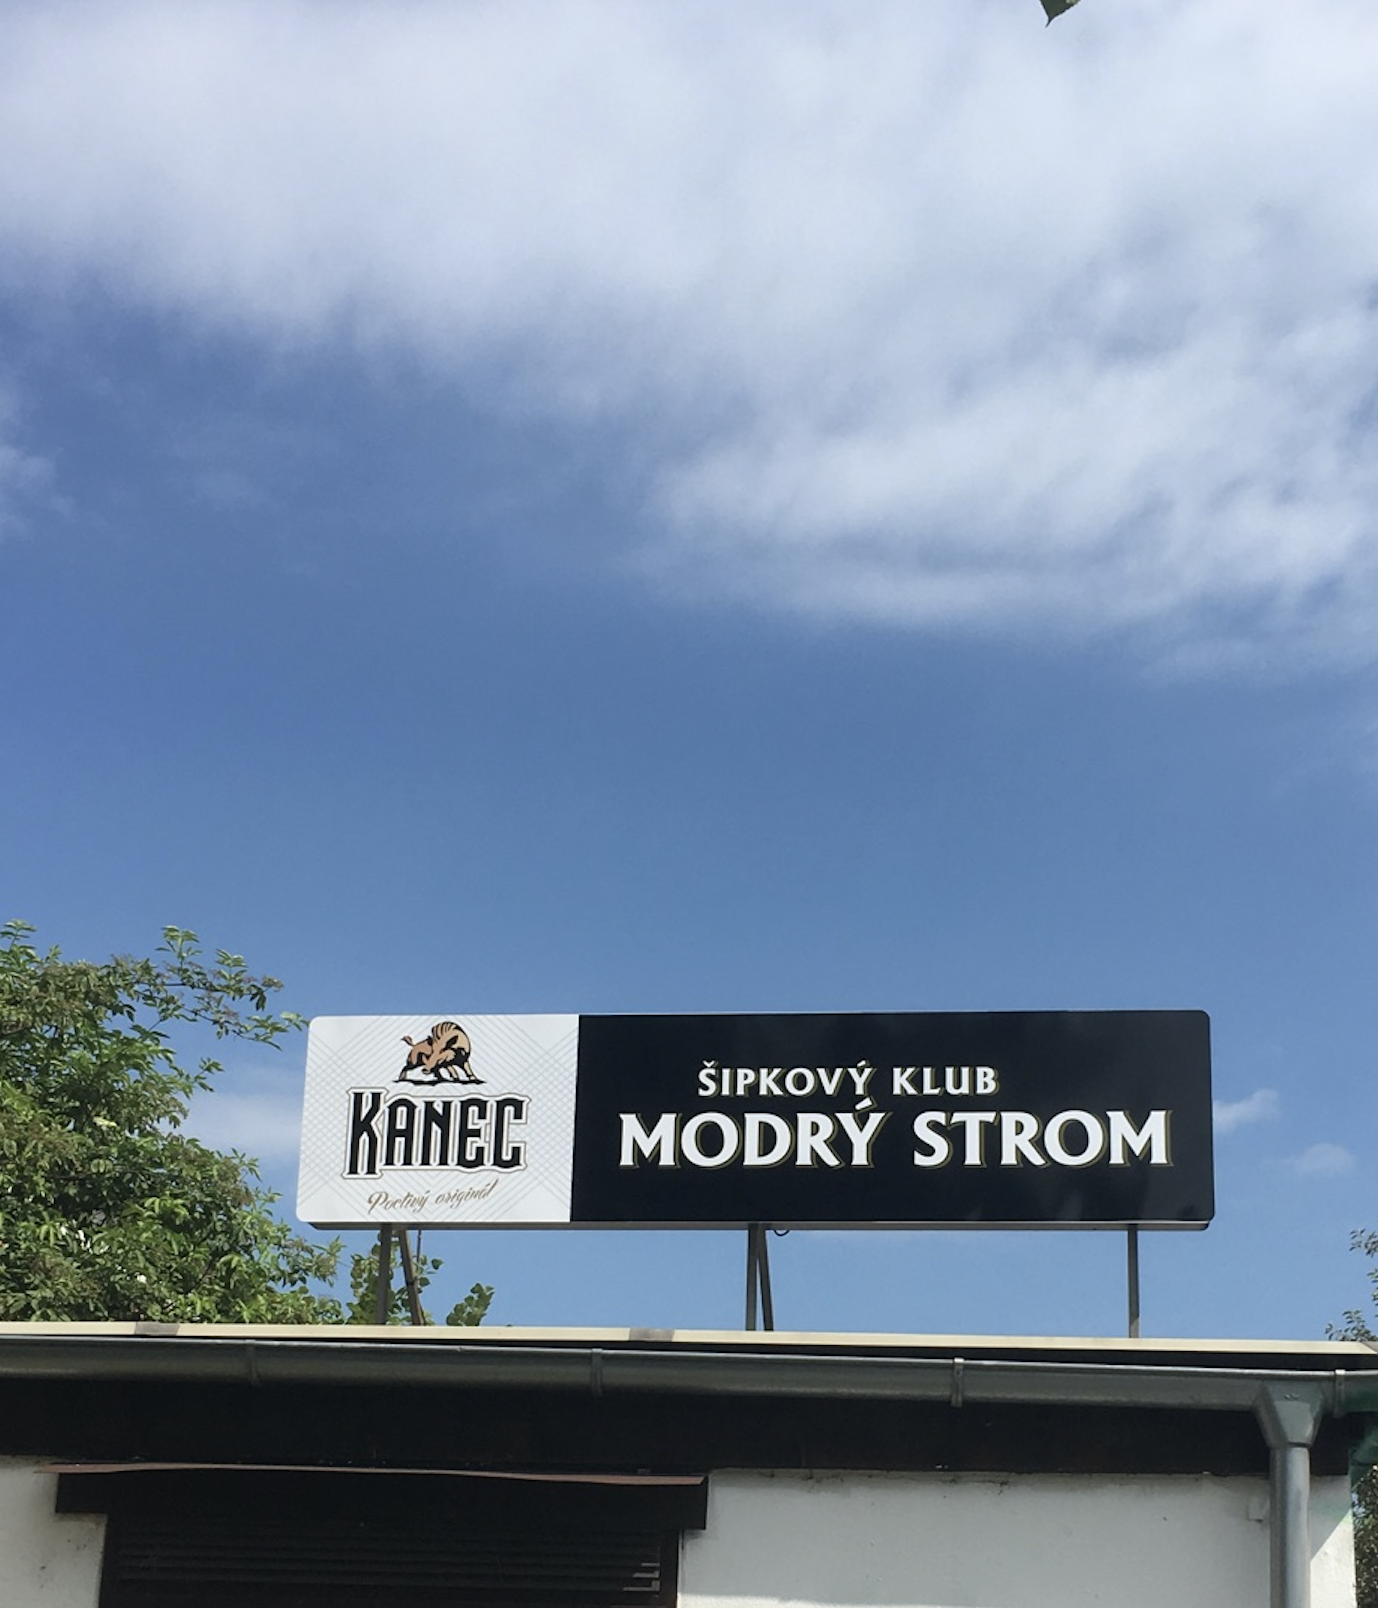 KANEC
Poctivý originál
ŠIPKOVÝ KLUB
MODRÝ STROM